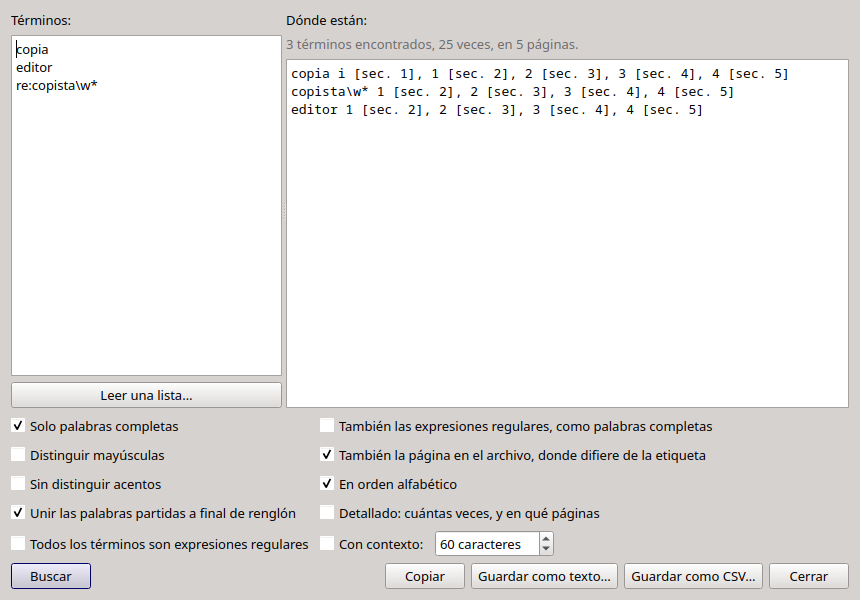 Términos:
Dónde están:
3 términos encontrados, 25 veces, en 5 páginas.
copia
editor
re:copista\w*
copia i [sec. 1], 1 [sec. 2], 2 [sec. 3], 3 [sec. 4], 4 [sec. 5]
copista\w* 1 [sec. 2], 2 [sec. 3], 3 [sec. 4], 4 [sec. 5]
editor 1 [sec. 2], 2 [sec. 3], 3 [sec. 4], 4 [sec. 5]
Leer una lista...
Solo palabras completas
También las expresiones regulares, como palabras completas
Distinguir mayúsculas
También la página en el archivo, donde difiere de la etiqueta
Sin distinguir acentos
En orden alfabético
Unir las palabras partidas a final de renglón
Detallado: cuántas veces, y en qué páginas
Todos los términos son expresiones regulares
Con contexto: 60 caracteres
Buscar
Copiar
Guardar como texto...
Guardar como CSV...
Cerrar